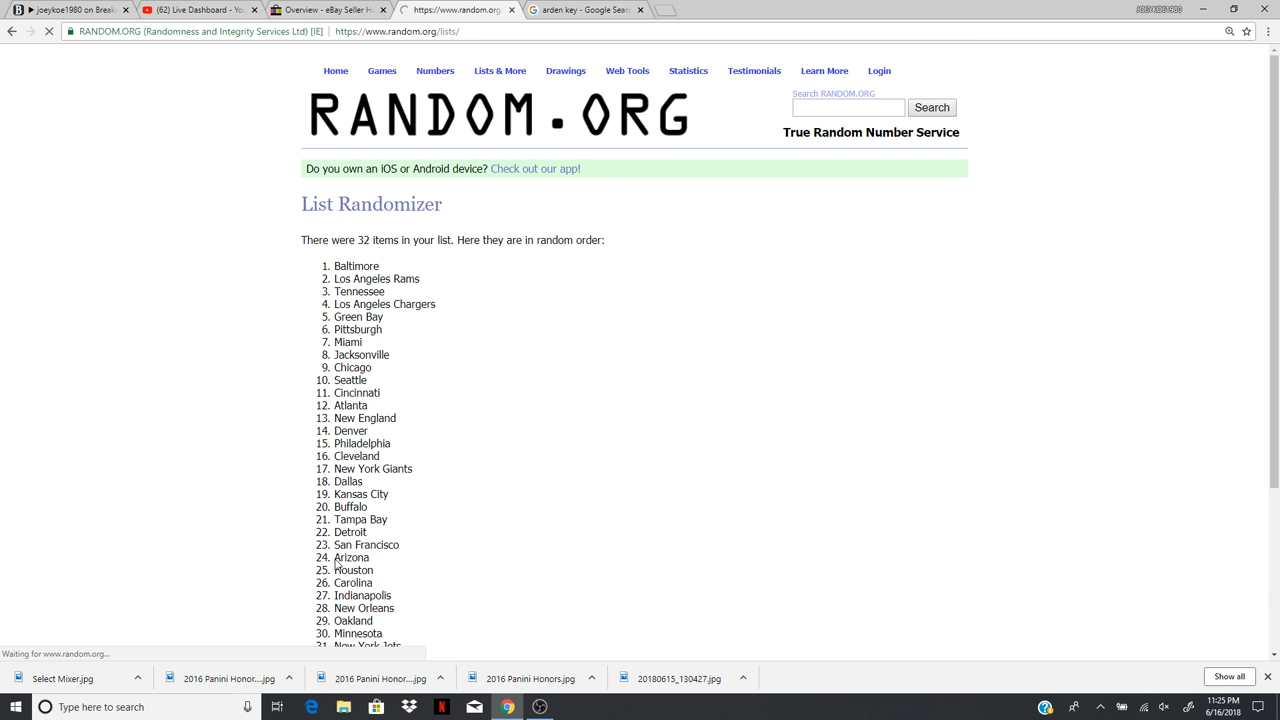 joeykoe1980 on Break
(62) Live Dashboard - You
Overview - eBay Seller Hu
https://www.random.org
arden key - Google Searc
RANDOM.ORG (Randomness and Integrity Services Ltd) [IE] | https://www.random.org/lists/
Home Games Numbers Lists & More Drawings Web Tools Statistics Testimonials Learn More Login
RANDOM.ORG
Search RANDOM.ORG
Search
True Random Number Service
Do you own an iOS or Android device? Check out our app!
List Randomizer
There were 32 items in your list. Here they are in random order:
1. Baltimore
2. Los Angeles Rams
3. Tennessee
4. Los Angeles Chargers
5. Green Bay
6. Pittsburgh
7. Miami
8. Jacksonville
9. Chicago
10. Seattle
11. Cincinnati
12. Atlanta
13. New England
14. Denver
15. Philadelphia
16. Cleveland
17. New York Giants
18. Dallas
19. Kansas City
20. Buffalo
21. Tampa Bay
22. Detroit
23. San Francisco
24. Arizona
25. Houston
26. Carolina
27. Indianapolis
28. New Orleans
29. Oakland
30. Minnesota
31. New York Jets
Waiting for www.random.org...
Select Mixer.jpg
2016 Panini Honor....jpg
2016 Panini Honor....jpg
2016 Panini Honors.jpg
20180615_130427.jpg
Show all
Type here to search
11:25 PM
6/16/2018